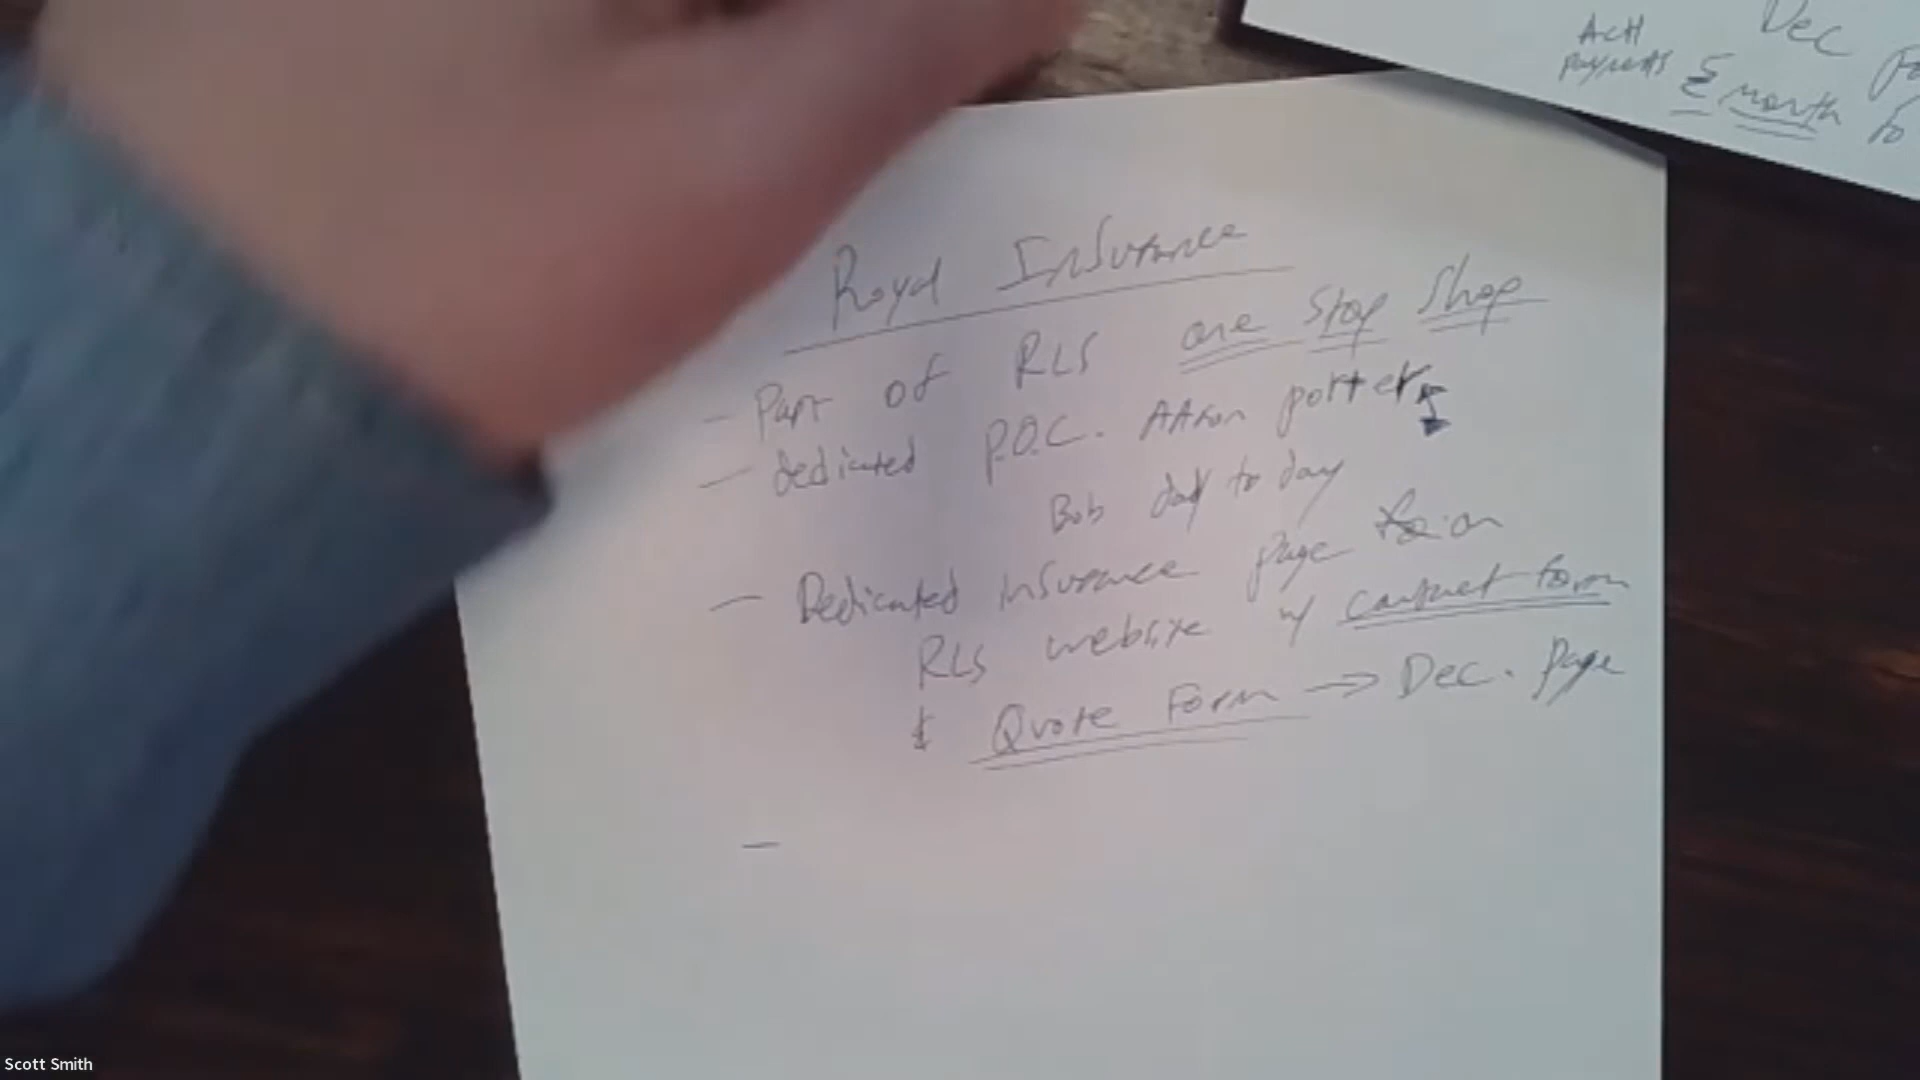 ACH
payments
Dec
£ month
Royal Insurance
- Part of RLS one stop shop
- dedicated P.O.C. AAron porter
Bob day to day
- Dedicated insurance page on
RLS website w/ contact form
& Quote Form → Dec. page
-
Scott Smith